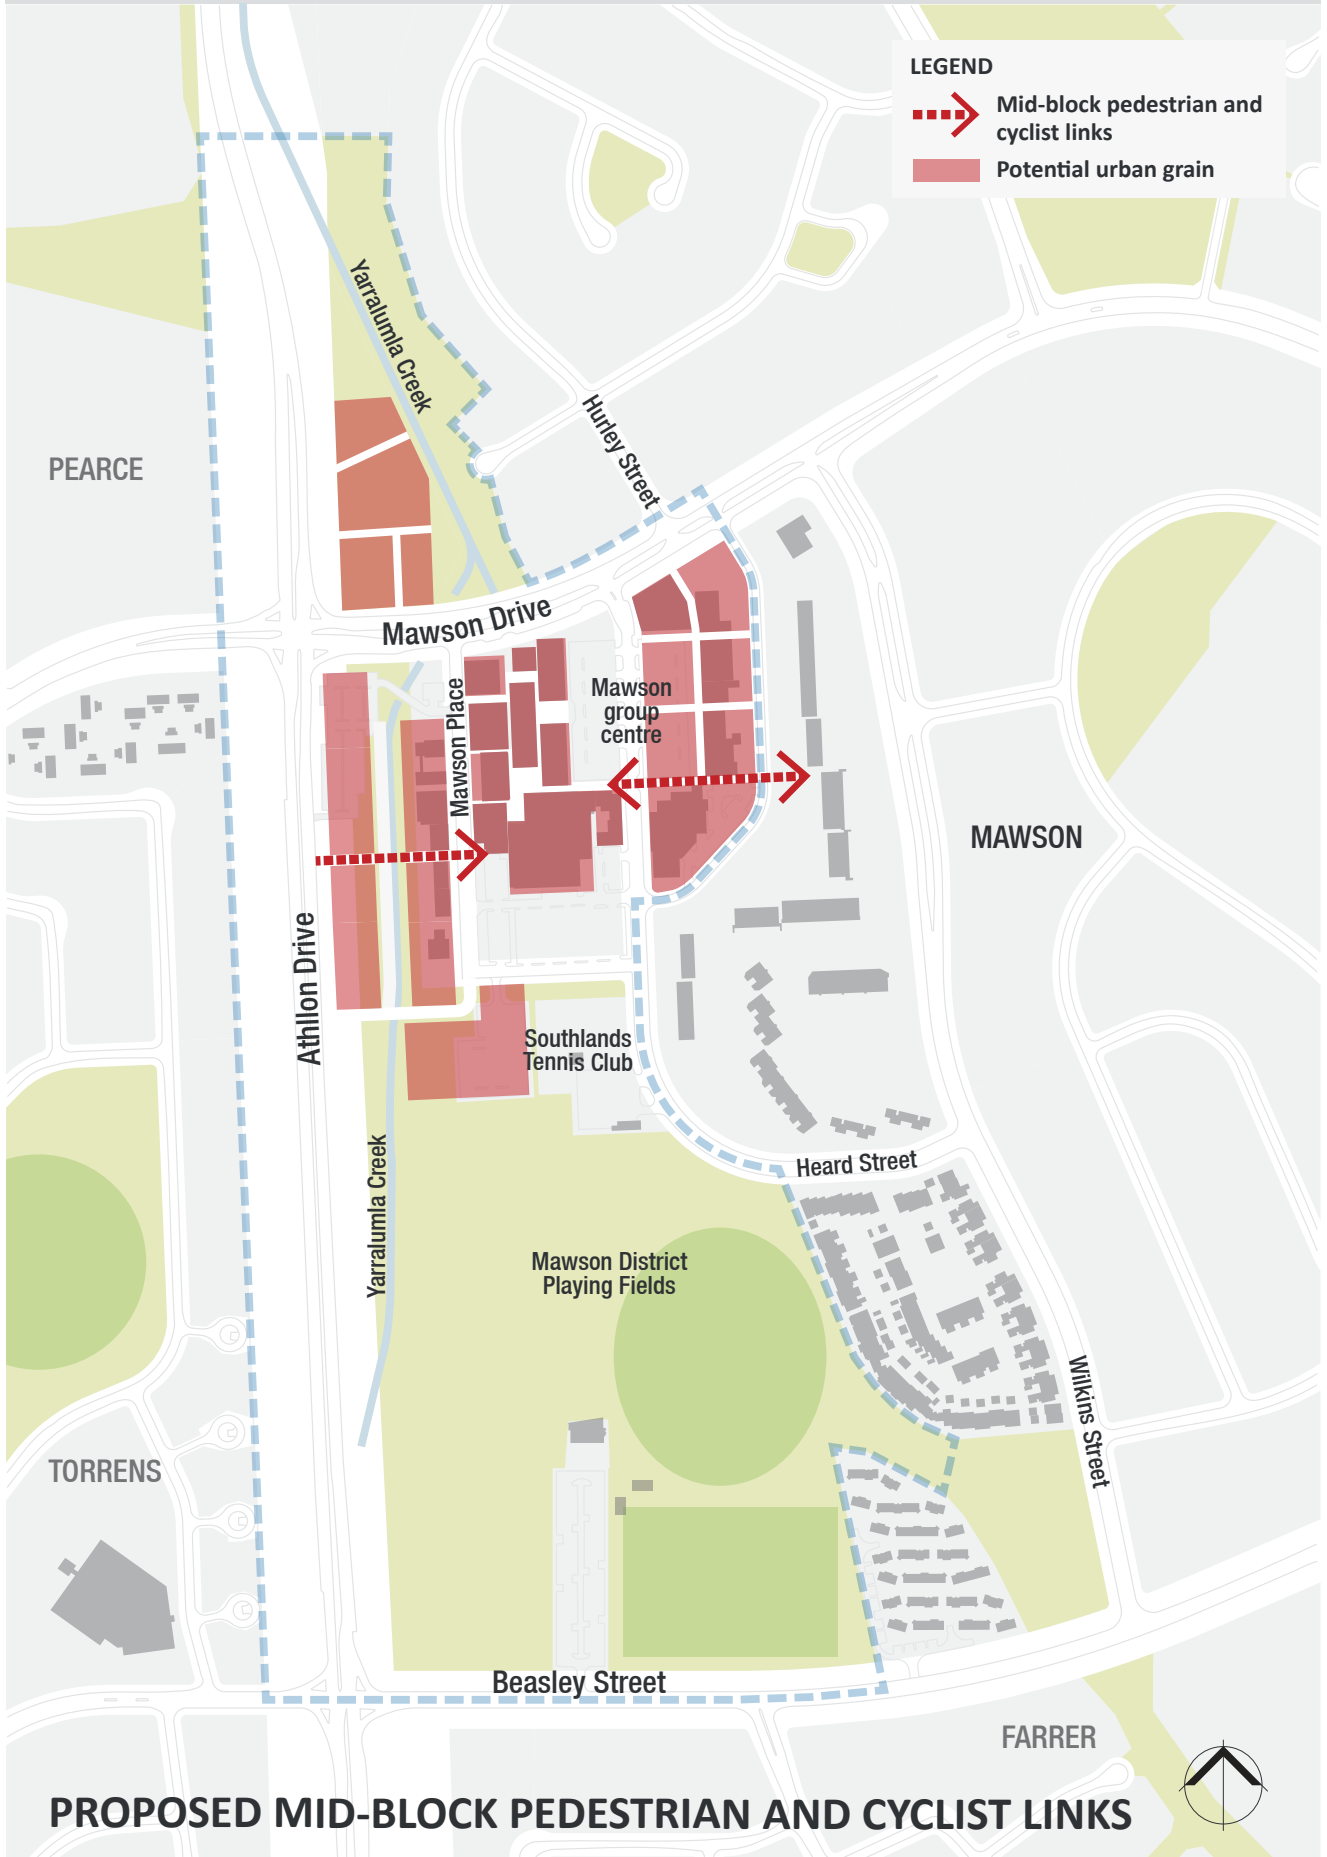 LEGEND
Mid-block pedestrian and
cyclist links
Potential urban grain
Yarralumla Creek
Hurley Street
PEARCE
Mawson Drive
Mawson Place
Mawson
group
centre
MAWSON
Athllon Drive
Southlands
Tennis Club
Yarralumla Creek
Heard Street
Mawson District
Playing Fields
Wilkins Street
TORRENS
Beasley Street
FARRER
PROPOSED MID-BLOCK PEDESTRIAN AND CYCLIST LINKS